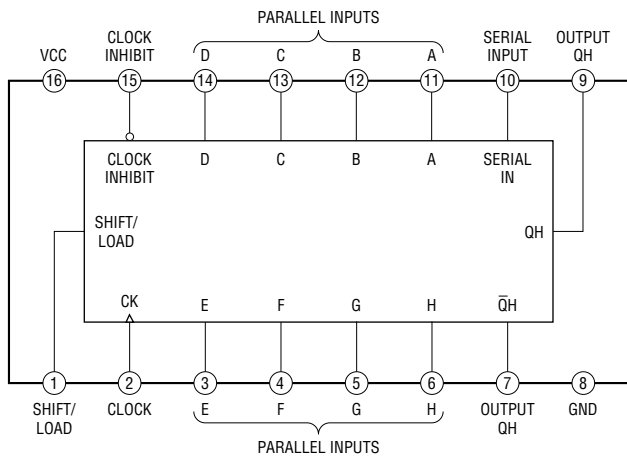 PARALLEL INPUTS
VCC CLOCK INHIBIT D C B A SERIAL INPUT OUTPUT QH
16 15 14 13 12 11 10 9
CLOCK INHIBIT D C B A SERIAL IN
SHIFT/ LOAD QH
CK E F G H Q̅H
1 2 3 4 5 6 7 8
SHIFT/ LOAD CLOCK E F G H OUTPUT QH GND
PARALLEL INPUTS